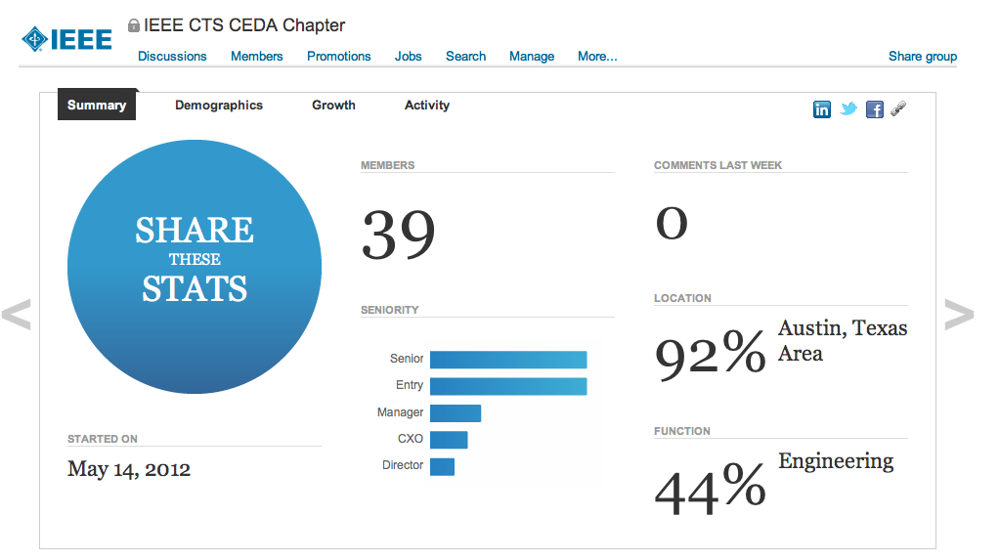 IEEE
IEEE CTS CEDA Chapter
Discussions Members Promotions Jobs Search Manage More... Share group
Summary Demographics Growth Activity
in f
SHARE
THESE
STATS
STARTED ON
May 14, 2012
MEMBERS
39
SENIORITY
Senior
Entry
Manager
CXO
Director
COMMENTS LAST WEEK
0
LOCATION
92% Austin, Texas
Area
FUNCTION
44% Engineering
< >